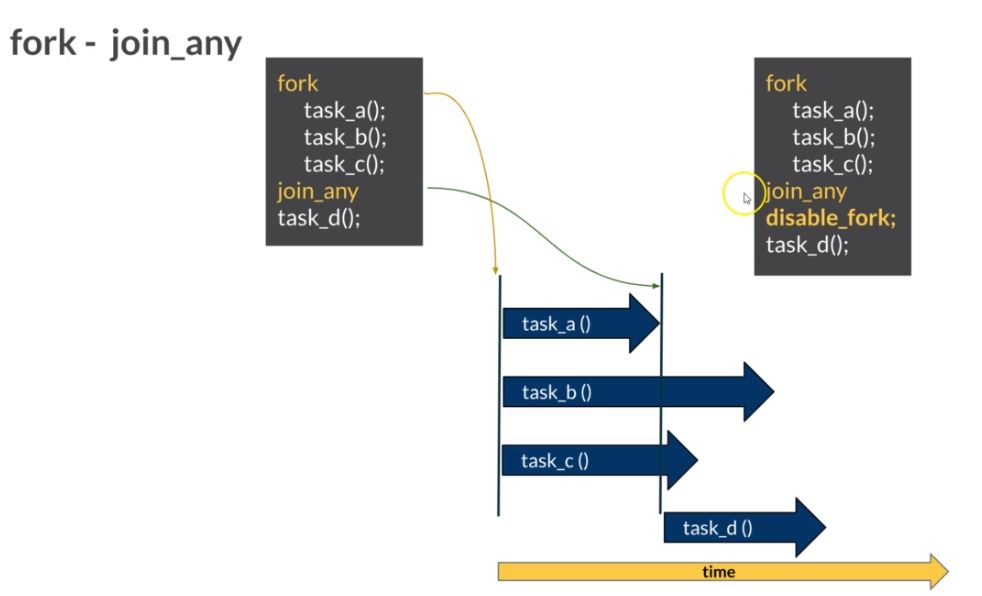 fork - join_any
fork
task_a();
task_b();
task_c();
join_any
task_d();
fork
task_a();
task_b();
task_c();
join_any
disable_fork;
task_d();
task_a ()
task_b ()
task_c ()
task_d ()
time